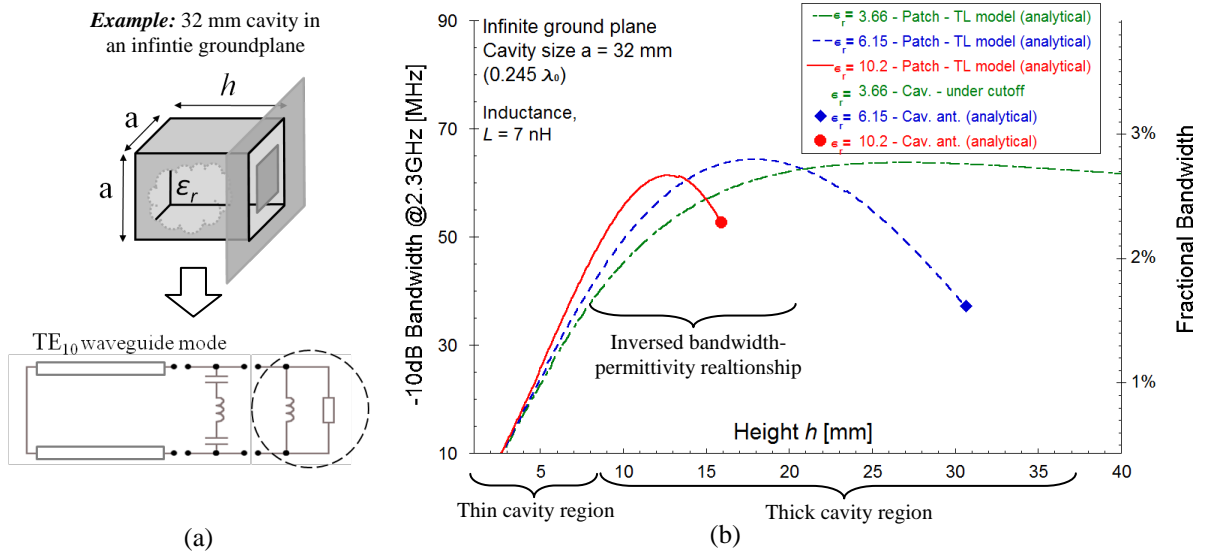 Example: 32 mm cavity in
an infintie groundplane
h
a
a
εr
TE10 waveguide mode
(a)
-10dB Bandwidth @2.3GHz [MHz]
90
70
50
30
10
Infinite ground plane
Cavity size a = 32 mm
(0.245 λ0)
Inductance,
L = 7 nH
ϵr= 3.66 - Patch - TL model (analytical)
ϵr= 6.15 - Patch - TL model (analytical)
ϵr= 10.2 - Patch - TL model (analytical)
ϵr= 3.66 - Cav. - under cutoff
ϵr= 6.15 - Cav. ant. (analytical)
ϵr= 10.2 - Cav. ant. (analytical)
3%
2%
1%
Fractional Bandwidth
Inversed bandwidth-
permittivity realtionship
Height h [mm]
5 10 15 20 25 30 35 40
Thin cavity region
Thick cavity region
(b)